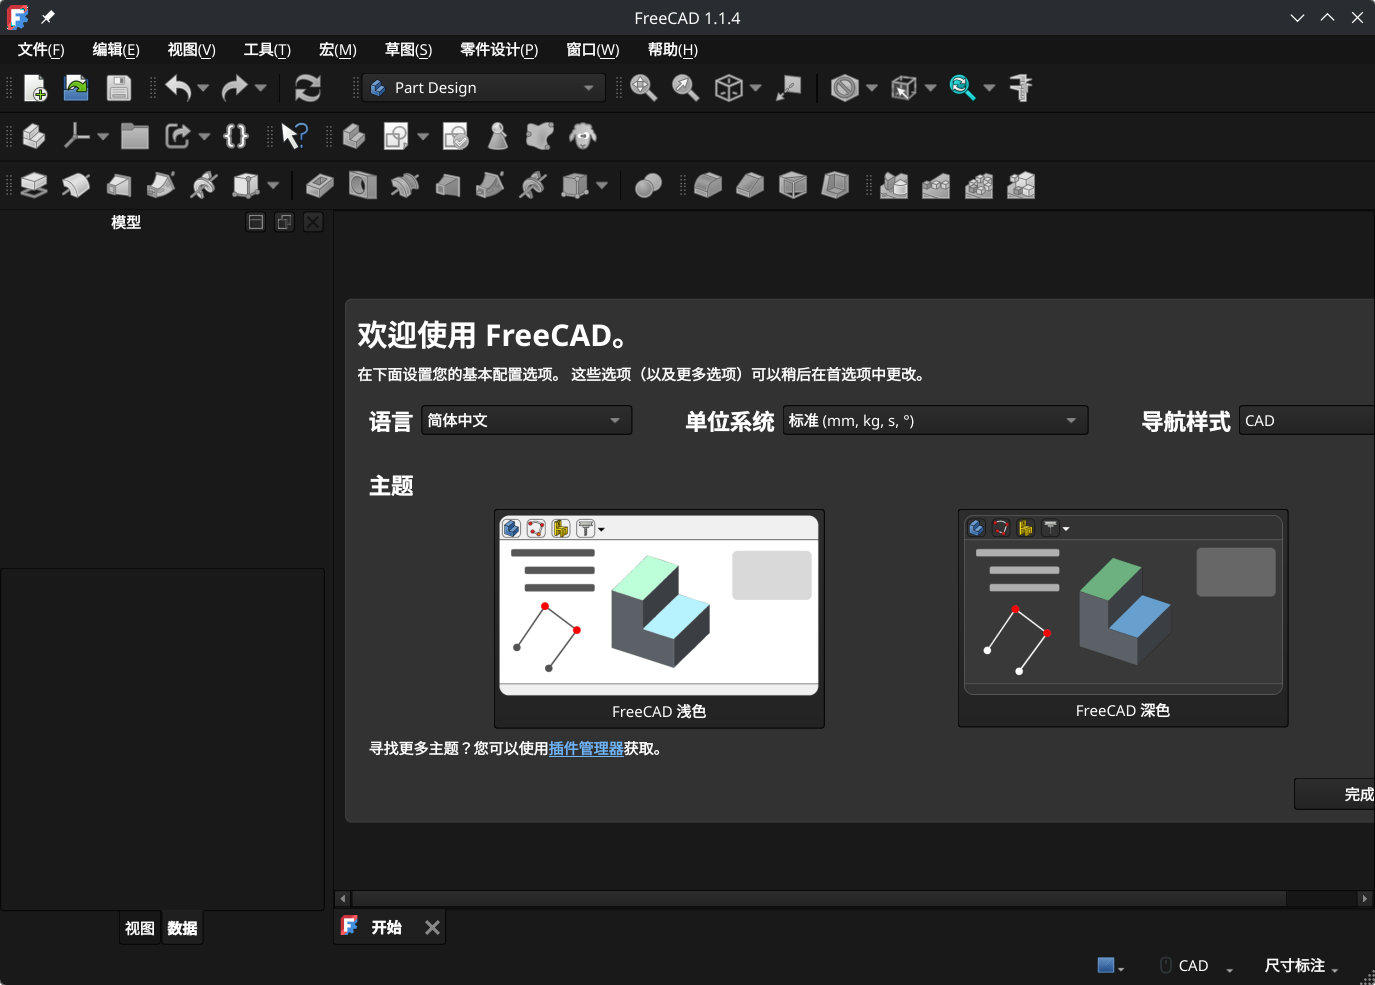 FreeCAD 1.1.4
文件(F) 编辑(E) 视图(V) 工具(T) 宏(M) 草图(S) 零件设计(P) 窗口(W) 帮助(H)
Part Design
模型
欢迎使用 FreeCAD。
在下面设置您的基本配置选项。 这些选项（以及更多选项）可以稍后在首选项中更改。
语言 简体中文 单位系统 标准 (mm, kg, s, °) 导航样式 CAD
主题
FreeCAD 浅色 FreeCAD 深色
寻找更多主题？您可以使用插件管理器获取。
完成
视图 数据 开始
CAD 尺寸标注